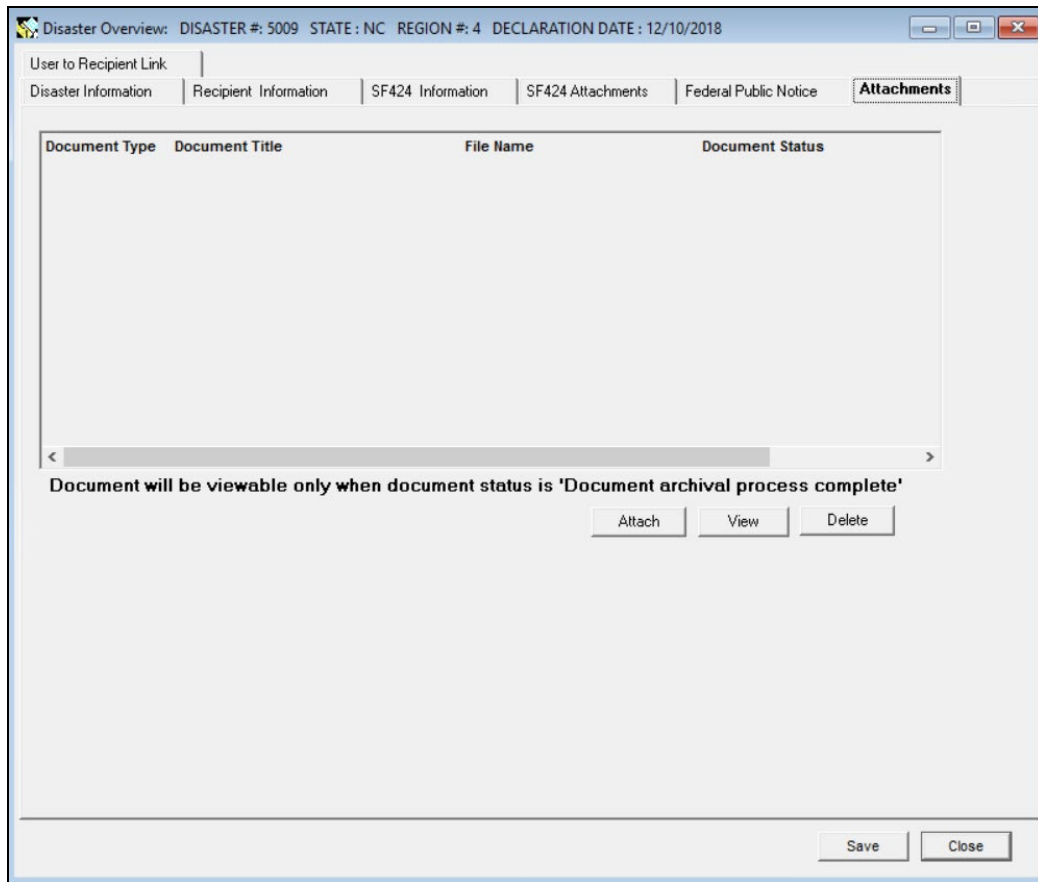 Disaster Overview: DISASTER #: 5009 STATE : NC REGION #: 4 DECLARATION DATE : 12/10/2018
User to Recipient Link
Disaster Information Recipient Information SF424 Information SF424 Attachments Federal Public Notice Attachments
Document Type Document Title File Name Document Status
Document will be viewable only when document status is 'Document archival process complete'
Attach View Delete
Save Close